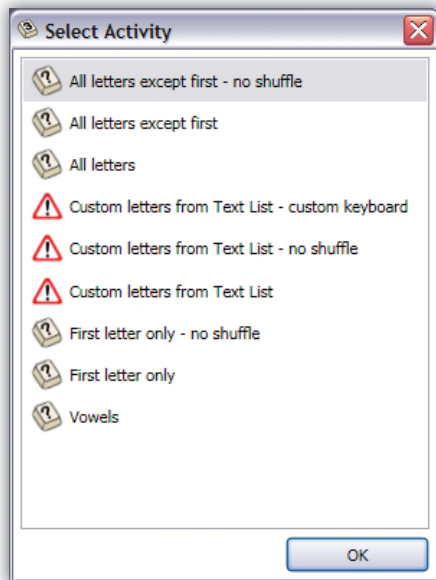 Select Activity
All letters except first - no shuffle
All letters except first
All letters
Custom letters from Text List - custom keyboard
Custom letters from Text List - no shuffle
Custom letters from Text List
First letter only - no shuffle
First letter only
Vowels
OK